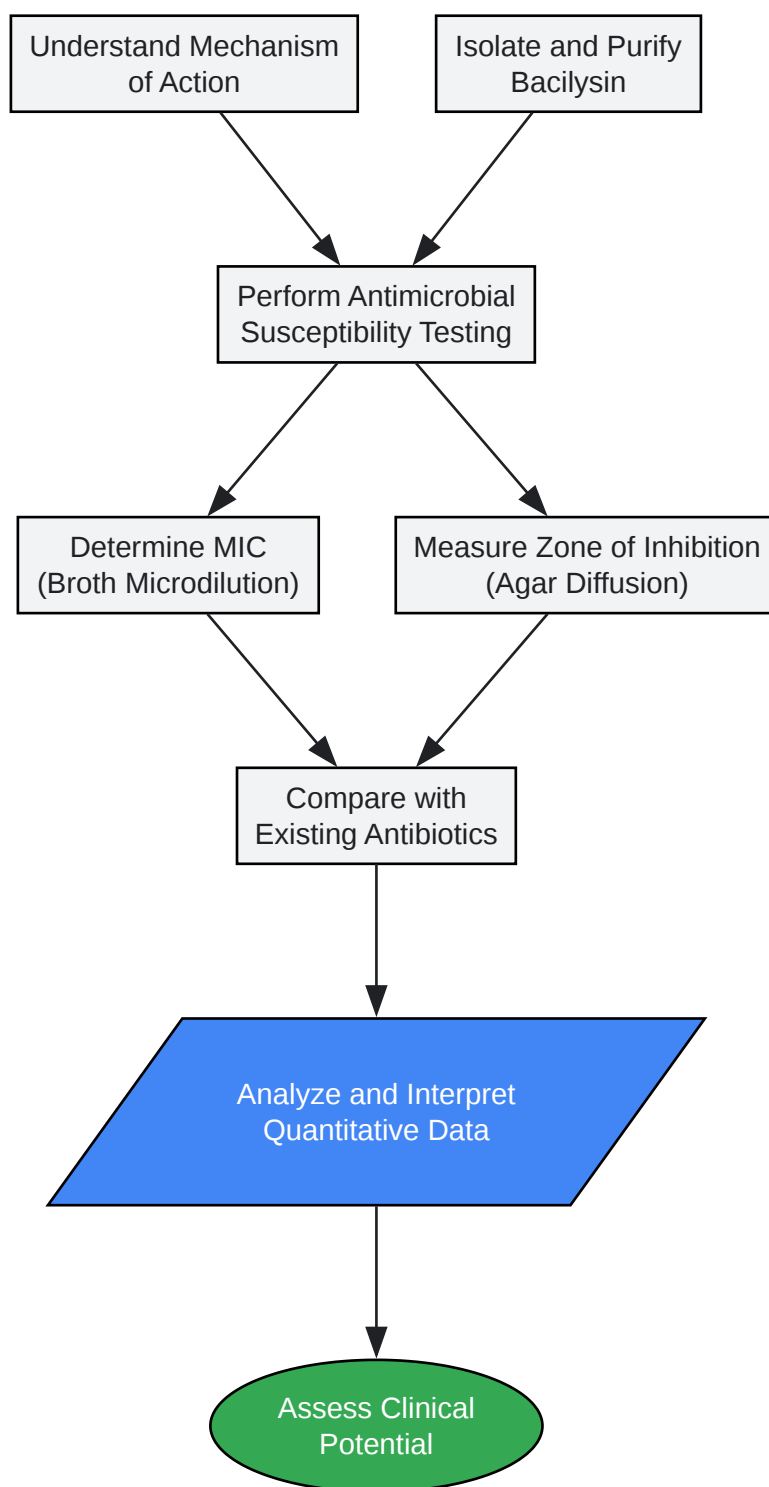 Understand Mechanism
of Action
Isolate and Purify
Bacilysin
Perform Antimicrobial
Susceptibility Testing
Determine MIC
(Broth Microdilution)
Measure Zone of Inhibition
(Agar Diffusion)
Compare with
Existing Antibiotics
Analyze and Interpret
Quantitative Data
Assess Clinical
Potential